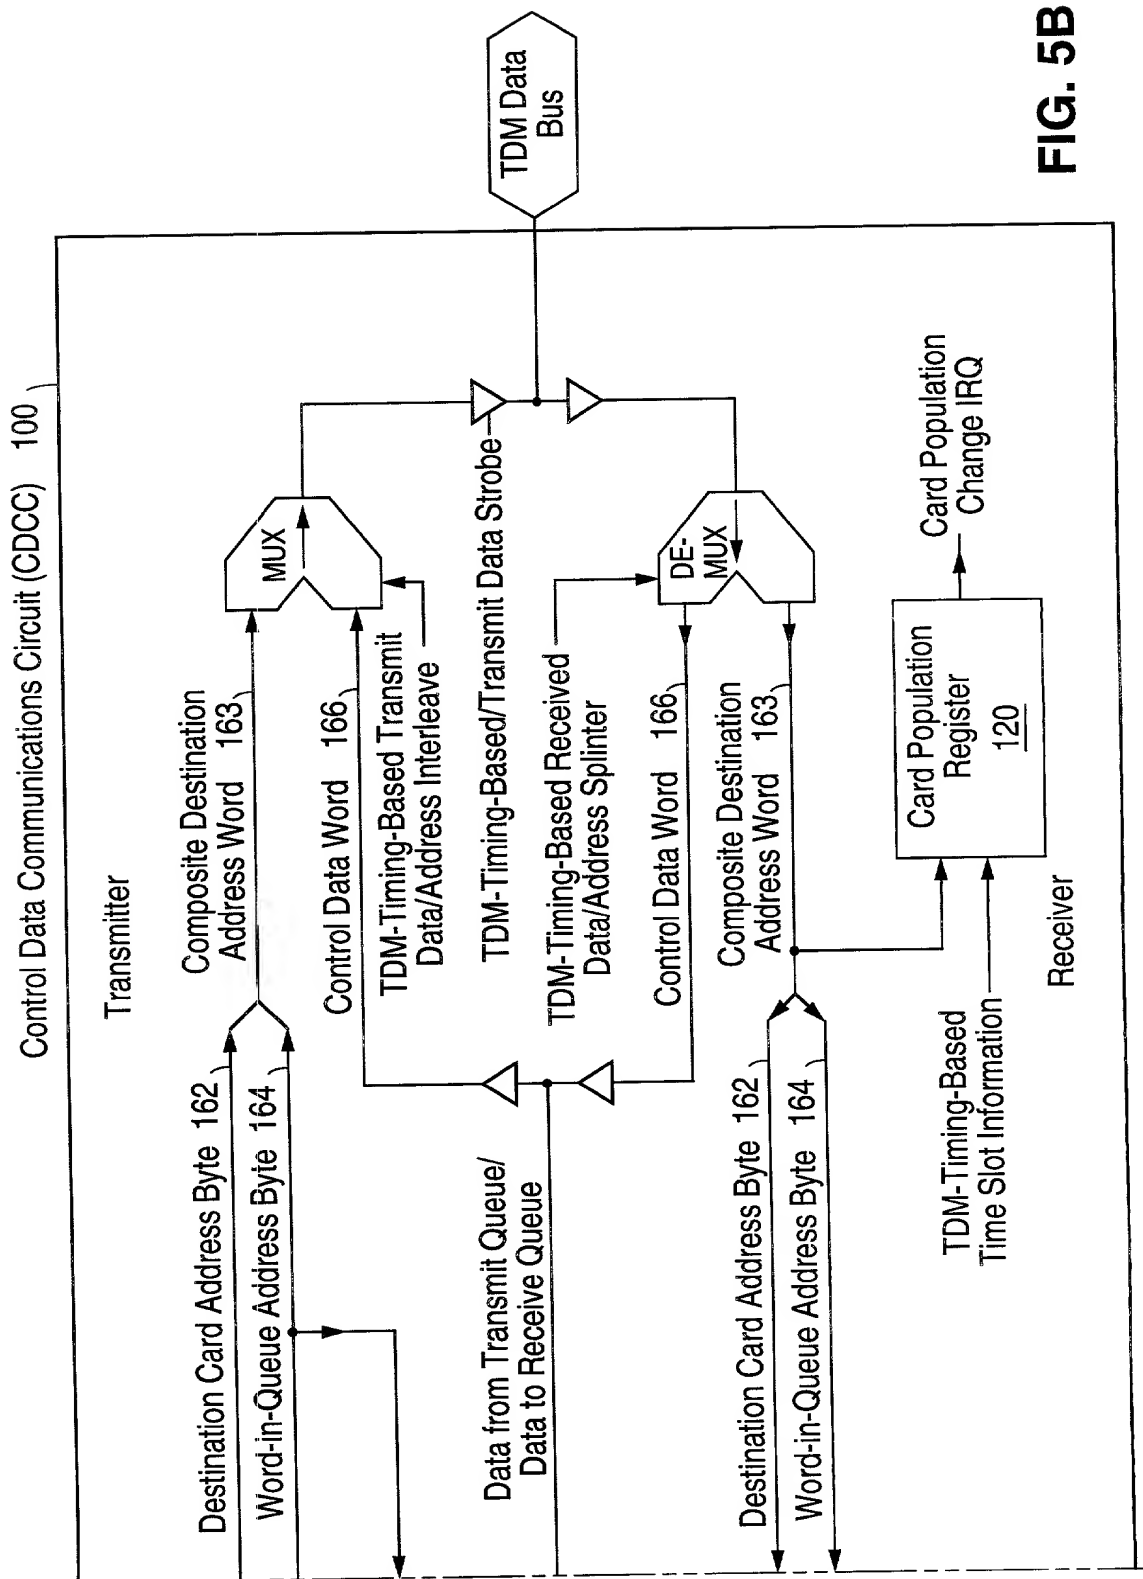 Control Data Communications Circuit (CDCC) 100
Transmitter
Destination Card Address Byte 162
Word-in-Queue Address Byte 164
Composite Destination
Address Word 163
Control Data Word 166
MUX
TDM-Timing-Based Transmit
Data/Address Interleave
TDM-Timing-Based/Transmit Data Strobe
TDM Data
Bus
Data from Transmit Queue/
Data to Receive Queue
TDM-Timing-Based Received
Data/Address Splinter
DE-
MUX
Control Data Word 166
Composite Destination
Address Word 163
Destination Card Address Byte 162
Word-in-Queue Address Byte 164
Card Population
Register
120
Card Population
Change IRQ
TDM-Timing-Based
Time Slot Information
Receiver
FIG. 5B